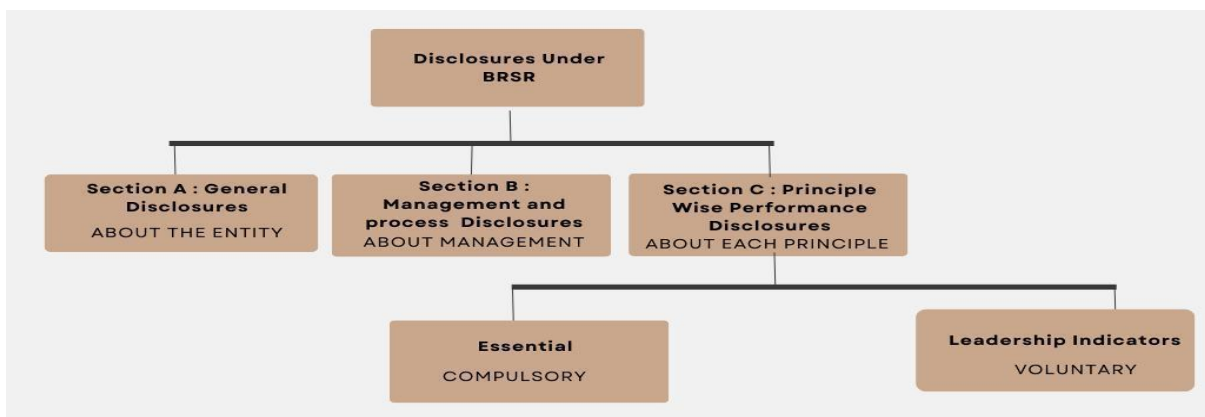 Disclosures Under
BRSR
Section A : General
Disclosures
ABOUT THE ENTITY
Section B :
Management and
process Disclosures
ABOUT MANAGEMENT
Section C : Principle
Wise Performance
Disclosures
ABOUT EACH PRINCIPLE
Essential
COMPULSORY
Leadership Indicators
VOLUNTARY